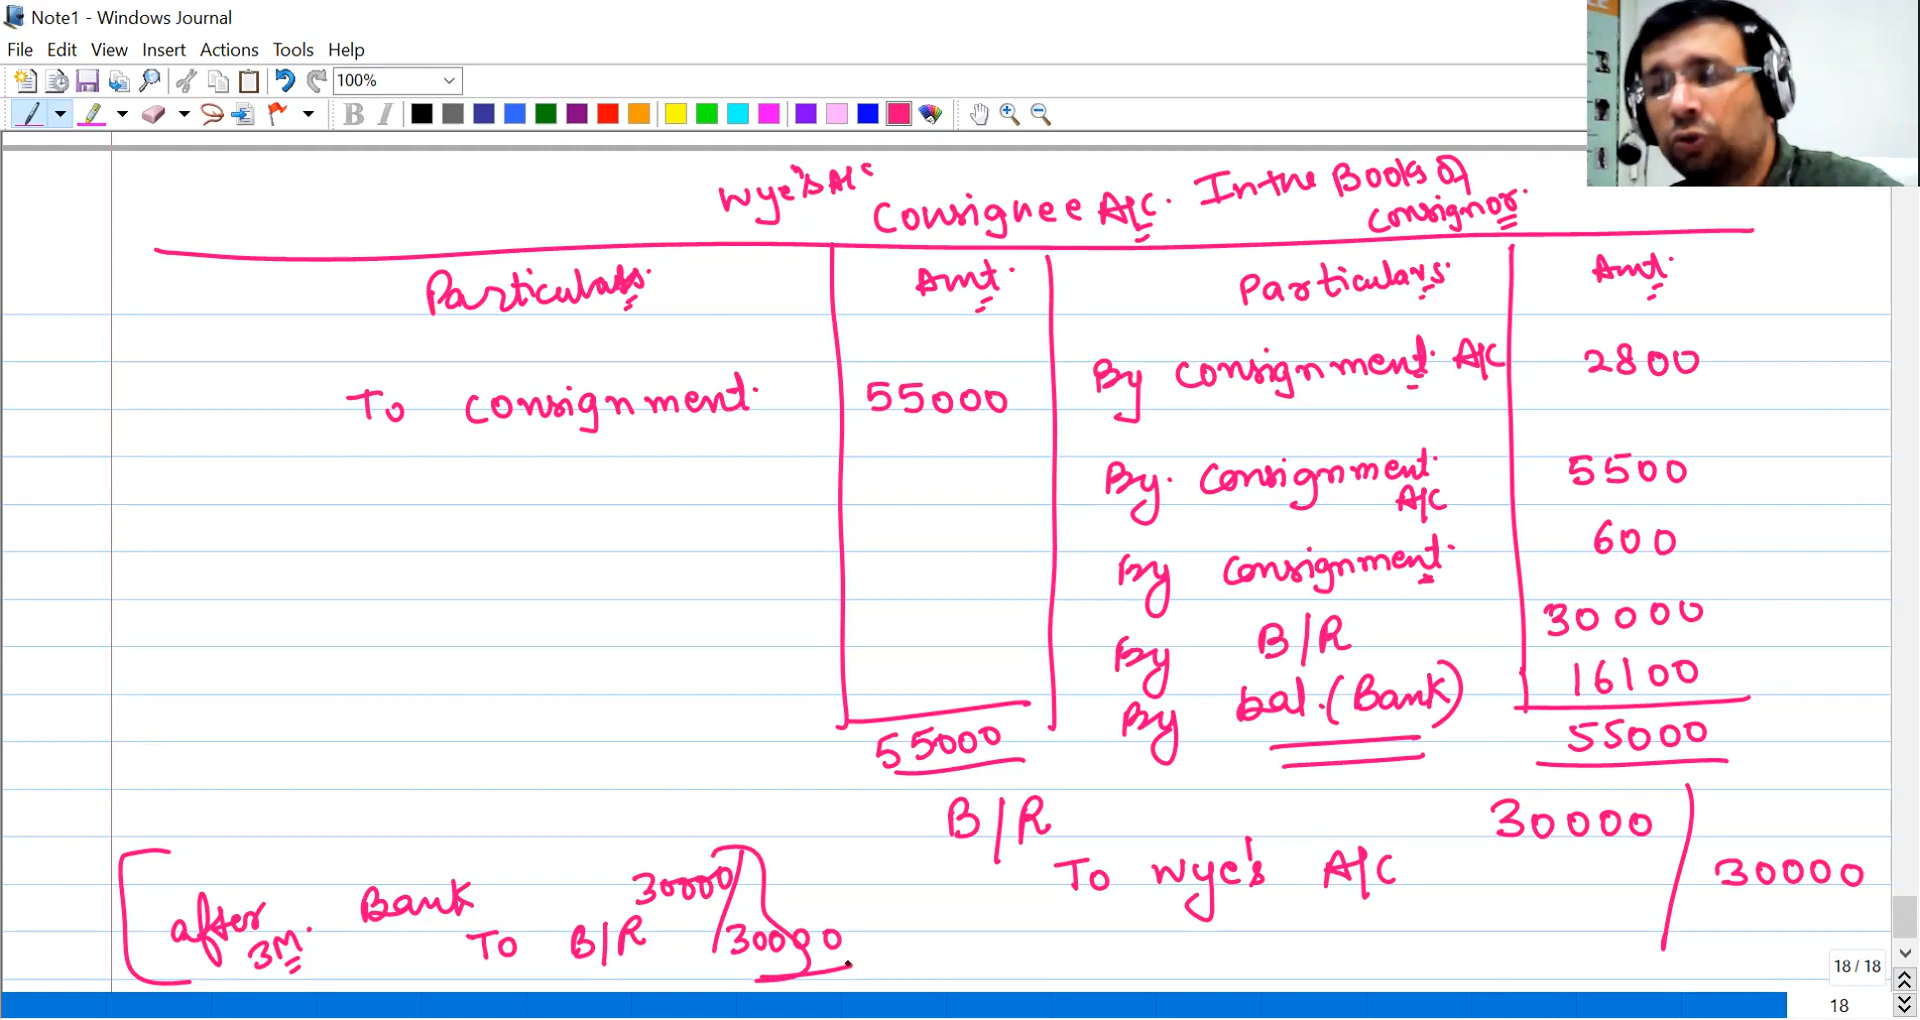 Note1 - Windows Journal
File Edit View Insert Actions Tools Help
100%
B I
Wye's A/c Consignee A/C. In the Books of
consignor.
Particulars. Amt. Particulars. Amt.
To consignment. 55000 By consignment. A/C 2800
By. consignment. 5500
A/C
By consignment. 600
By B/R 30000
By bal. (Bank) 16100
55000 55000
B/R 30000
To Wye's A/C 30000
after Bank 30000
3M. To B/R 30000
18 / 18
18